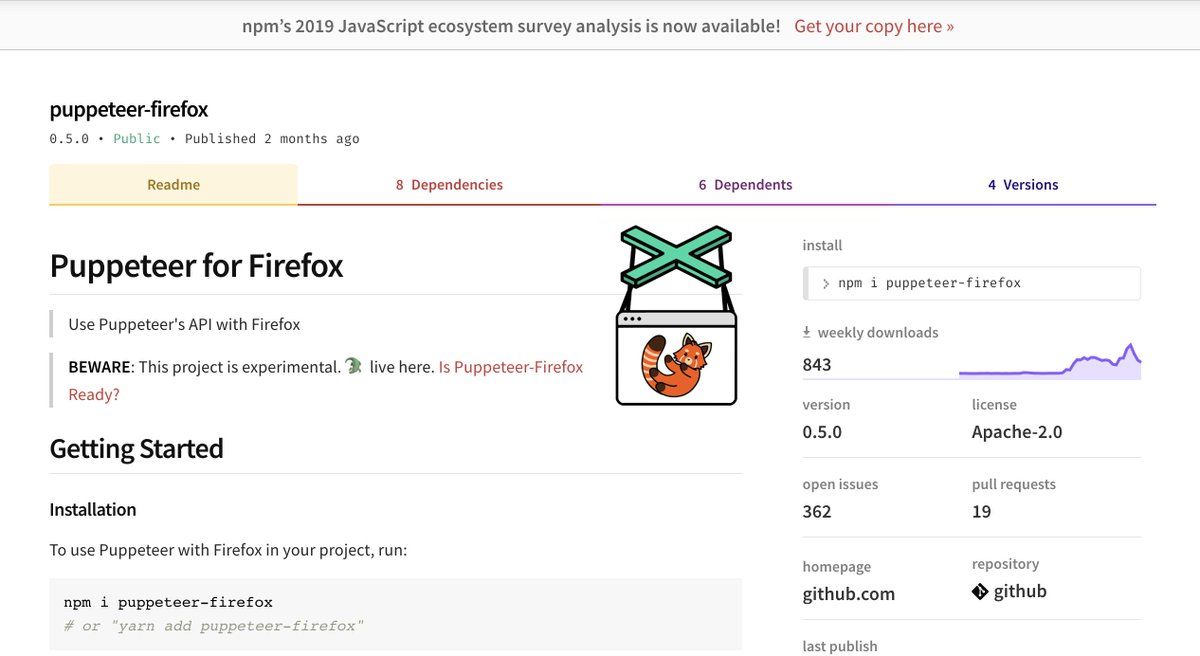 npm’s 2019 JavaScript ecosystem survey analysis is now available! Get your copy here »
puppeteer-firefox
0.5.0 • Public • Published 2 months ago
Readme
8 Dependencies
6 Dependents
4 Versions
Puppeteer for Firefox
Use Puppeteer's API with Firefox
BEWARE: This project is experimental. 🐊 live here. Is Puppeteer-Firefox
Ready?
Getting Started
Installation
To use Puppeteer with Firefox in your project, run:
npm i puppeteer-firefox
# or "yarn add puppeteer-firefox"
install
> npm i puppeteer-firefox
weekly downloads
843
version
0.5.0
license
Apache-2.0
open issues
362
pull requests
19
homepage
github.com
repository
github
last publish